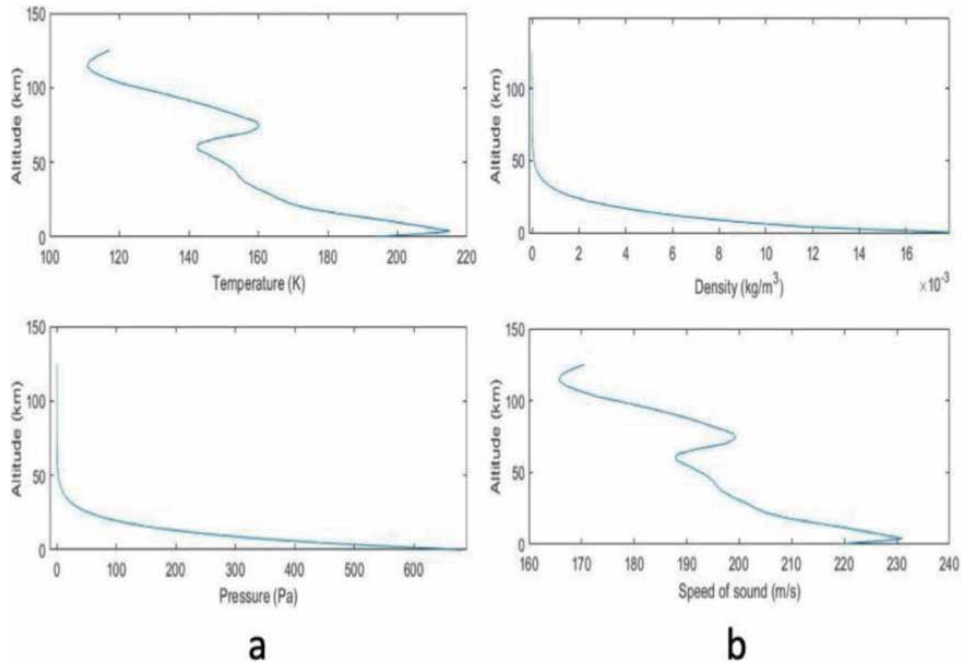 150
100
50
0
Altitude (km)
100 120 140 160 180 200 220
Temperature (K)
150
100
50
0
Altitude (km)
0 2 4 6 8 10 12 14 16
Density (kg/m³)
×10⁻³
150
100
50
0
Altitude (km)
0 100 200 300 400 500 600
Pressure (Pa)
150
100
50
0
Altitude (km)
160 170 180 190 200 210 220 230 240
Speed of sound (m/s)
a
b